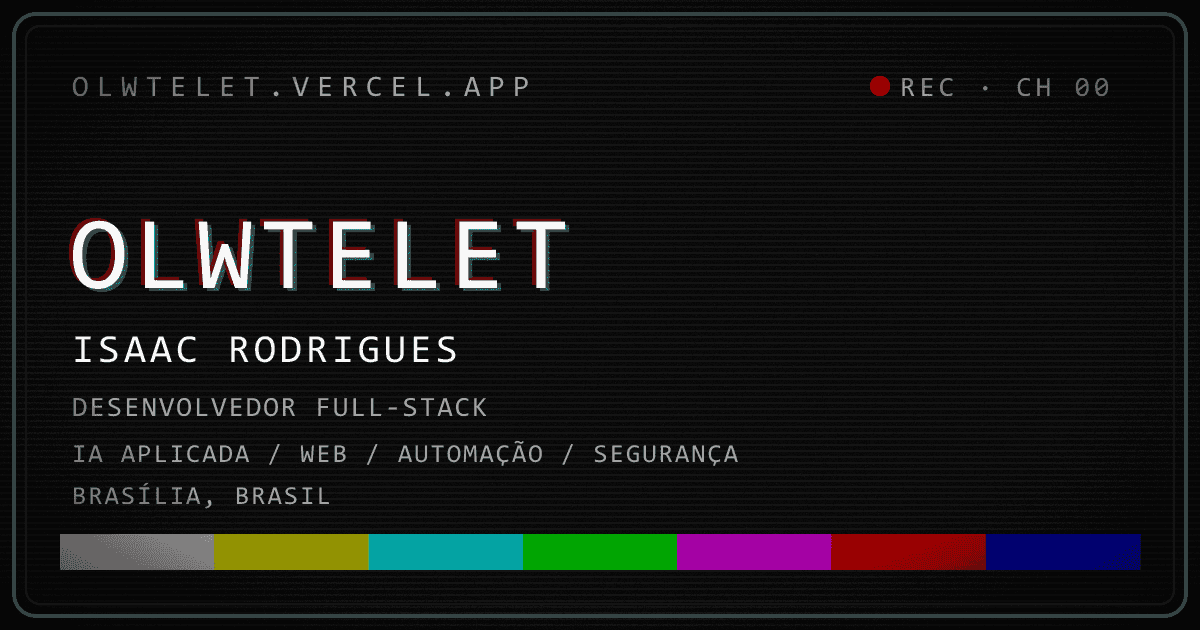 OLWTELET.VERCEL.APP
REC · CH 00
OLWTELET
ISAAC RODRIGUES
DESENVOLVEDOR FULL-STACK
IA APLICADA / WEB / AUTOMAÇÃO / SEGURANÇA
BRASÍLIA, BRASIL